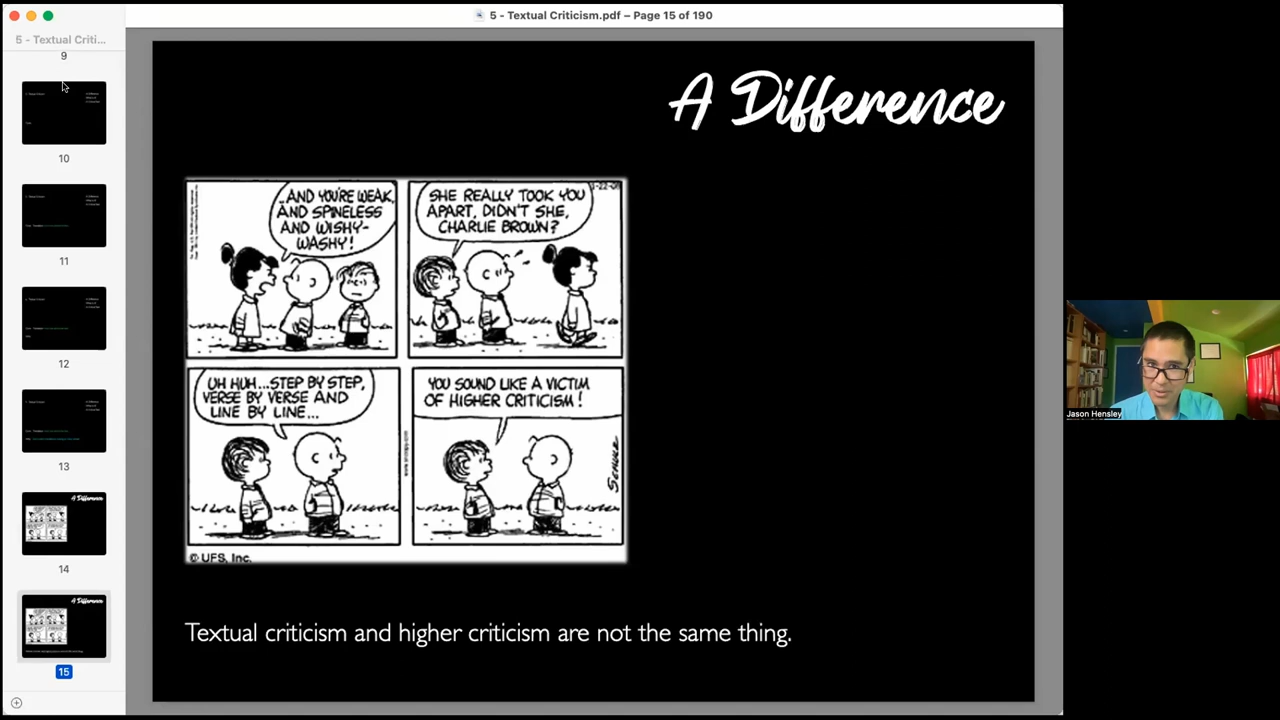 5 - Textual Criticism.pdf – Page 15 of 190
5 - Textual Criti...
9
10
11
12
13
14
15
A Difference
..AND YOU'RE WEAK,
AND SPINELESS
AND WISHY-
WASHY!
SHE REALLY TOOK YOU
APART, DIDN'T SHE,
CHARLIE BROWN?
UH HUH...STEP BY STEP,
VERSE BY VERSE AND
LINE BY LINE...
YOU SOUND LIKE A VICTIM
OF HIGHER CRITICISM!
SCHULZ
© UFS, Inc.
Textual criticism and higher criticism are not the same thing.
Jason Hensley